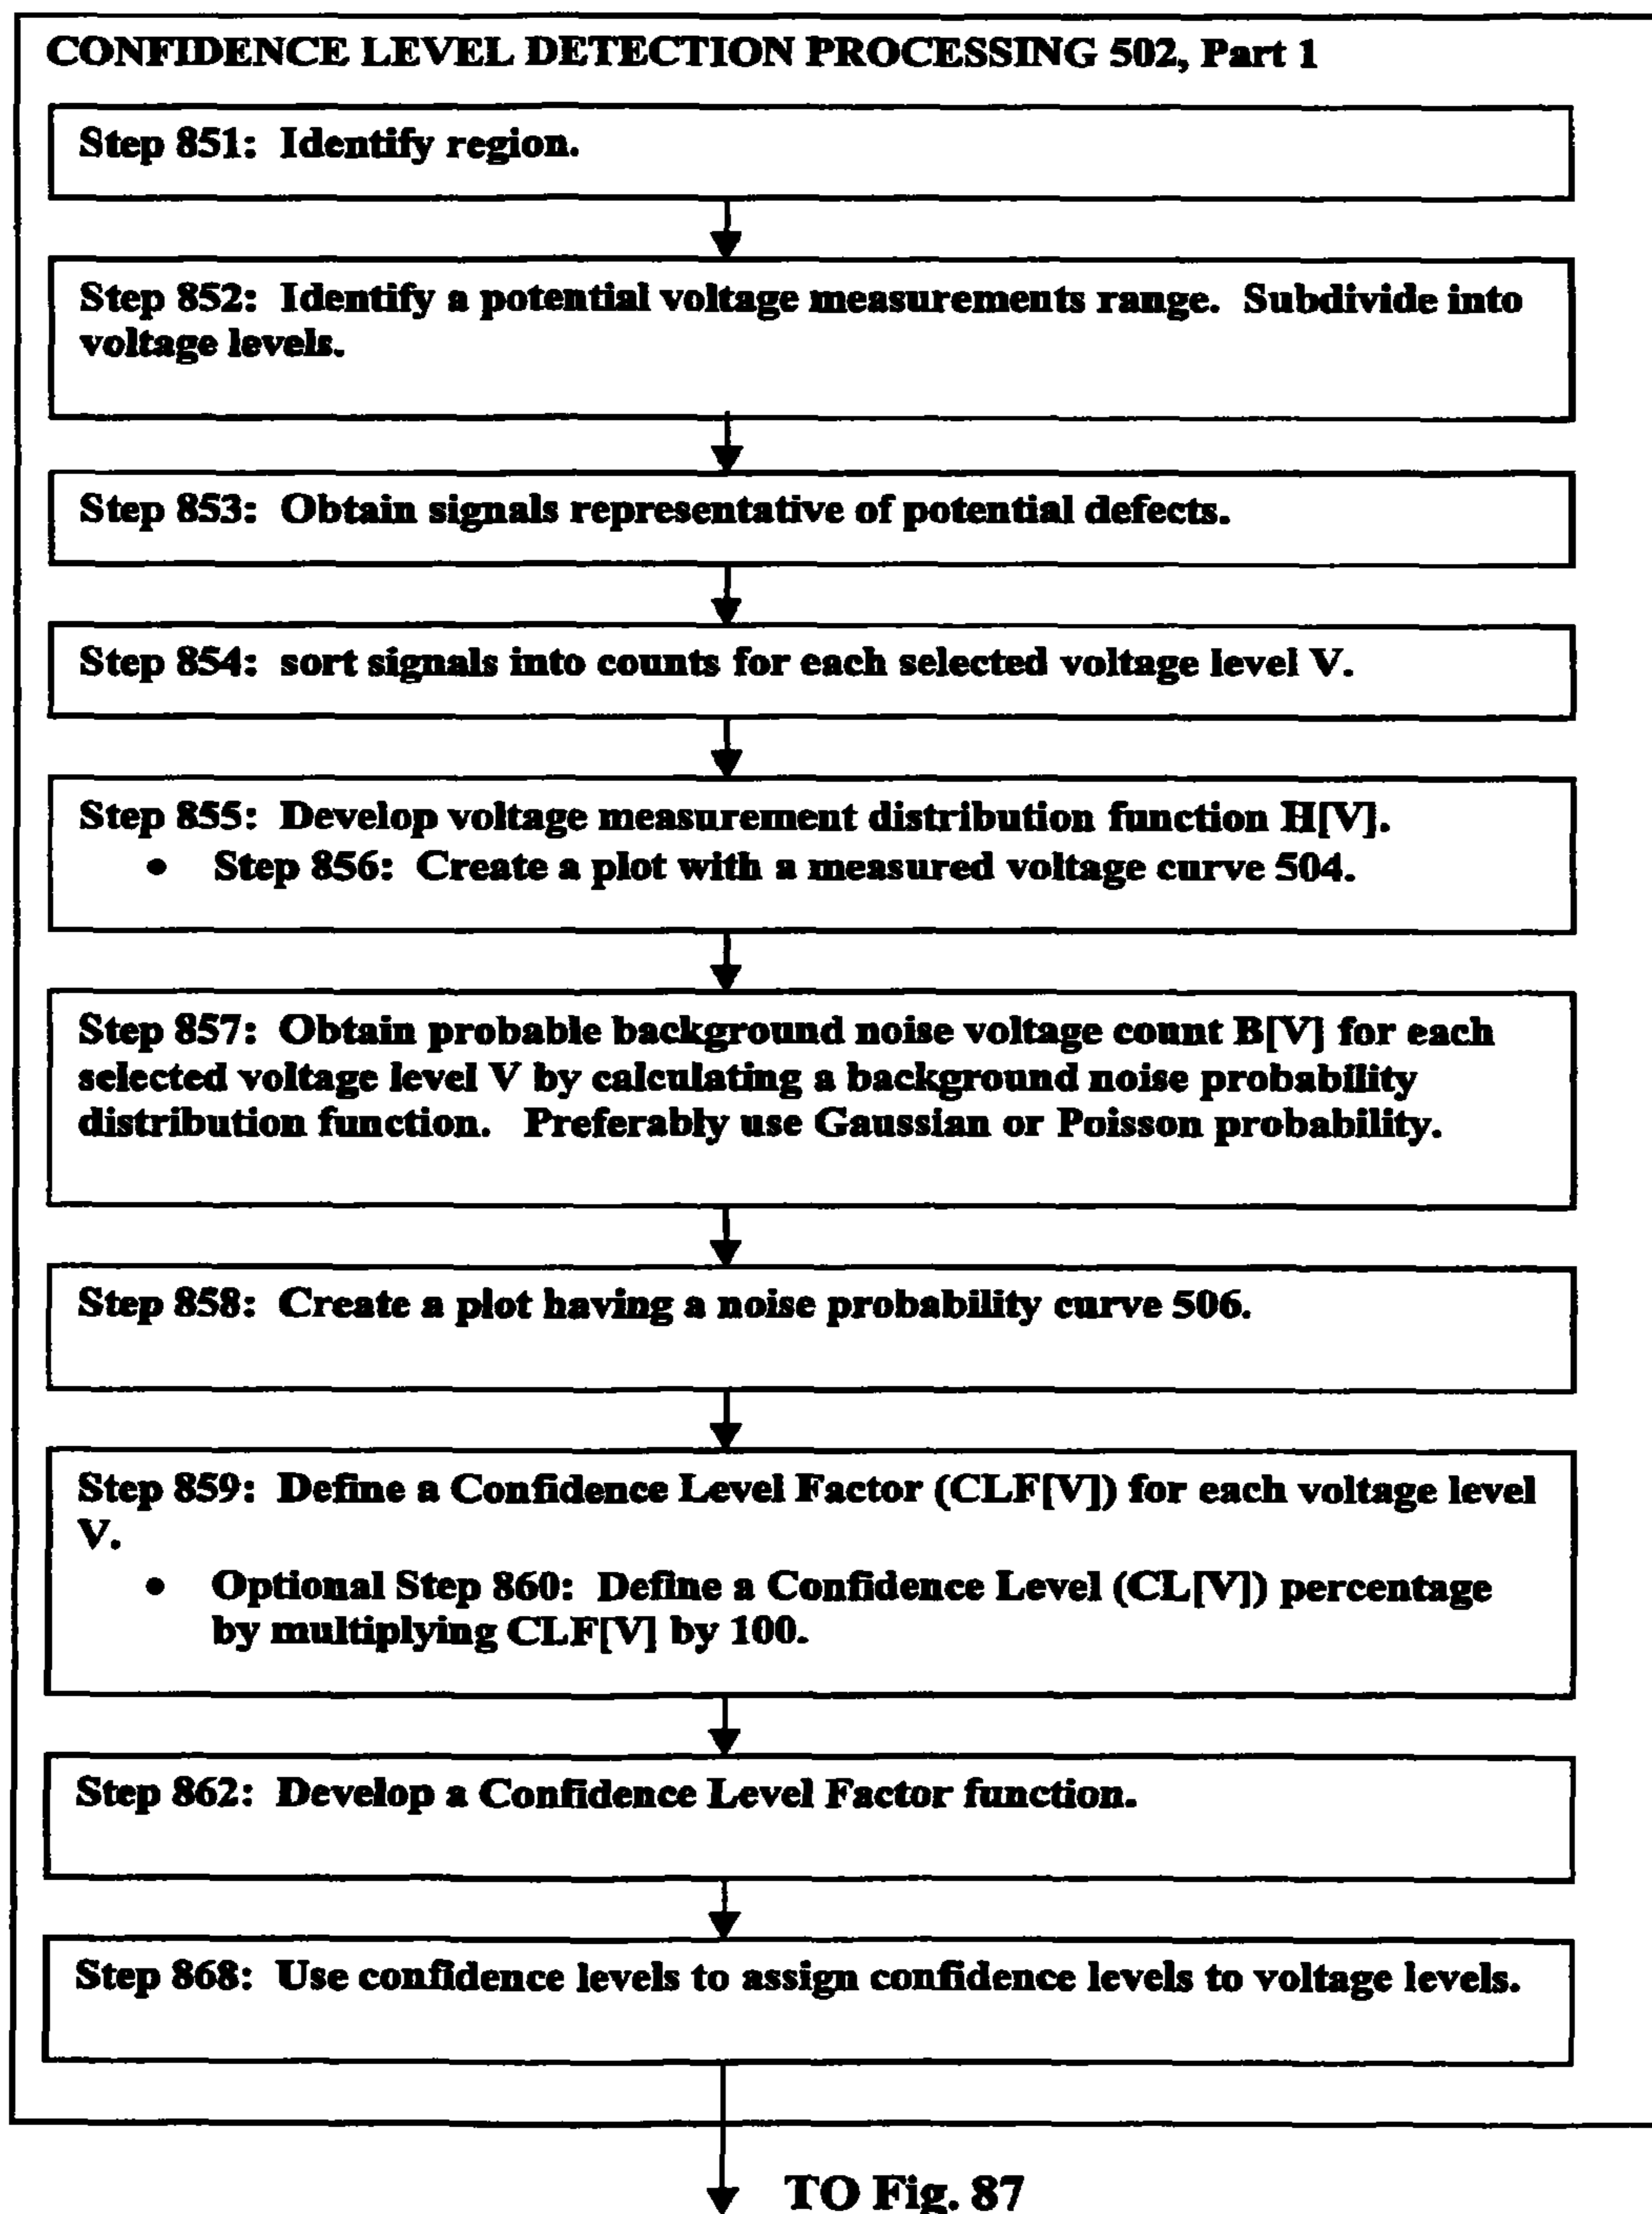 CONFIDENCE LEVEL DETECTION PROCESSING 502, Part 1
Step 851: Identify region.
Step 852: Identify a potential voltage measurements range. Subdivide into
voltage levels.
Step 853: Obtain signals representative of potential defects.
Step 854: sort signals into counts for each selected voltage level V.
Step 855: Develop voltage measurement distribution function H[V].
• Step 856: Create a plot with a measured voltage curve 504.
Step 857: Obtain probable background noise voltage count B[V] for each
selected voltage level V by calculating a background noise probability
distribution function. Preferably use Gaussian or Poisson probability.
Step 858: Create a plot having a noise probability curve 506.
Step 859: Define a Confidence Level Factor (CLF[V]) for each voltage level
V.
• Optional Step 860: Define a Confidence Level (CL[V]) percentage
by multiplying CLF[V] by 100.
Step 862: Develop a Confidence Level Factor function.
Step 868: Use confidence levels to assign confidence levels to voltage levels.
TO Fig. 87